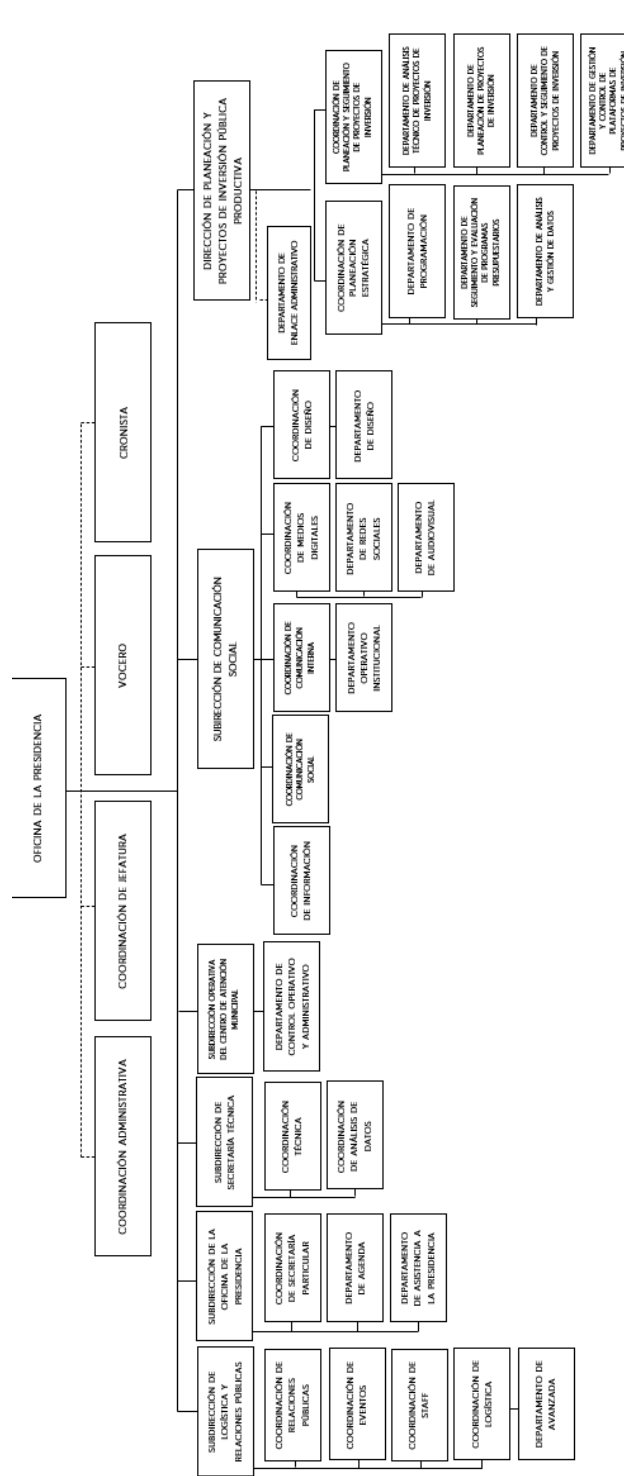 OFICINA DE LA PRESIDENCIA
COORDINACIÓN ADMINISTRATIVA
COORDINACIÓN DE JEFATURA
VOCERO
CRONISTA
SUBDIRECCIÓN DE
LOGÍSTICA Y
RELACIONES PÚBLICAS
COORDINACIÓN DE
RELACIONES
PÚBLICAS
COORDINACIÓN DE
EVENTOS
COORDINACIÓN DE
STAFF
COORDINACIÓN DE
LOGÍSTICA
DEPARTAMENTO DE
AVANZADA
SUBDIRECCIÓN DE LA
OFICINA DE LA
PRESIDENCIA
COORDINACIÓN
DE SECRETARÍA
PARTICULAR
DEPARTAMENTO
DE AGENDA
DEPARTAMENTO
DE ASISTENCIA A
LA PRESIDENCIA
SUBDIRECCIÓN DE
SECRETARÍA TÉCNICA
COORDINACIÓN
TÉCNICA
COORDINACIÓN
DE ANÁLISIS DE
DATOS
SUBDIRECCIÓN OPERATIVA
DEL CENTRO DE ATENCIÓN
MUNICIPAL
DEPARTAMENTO DE
CONTROL OPERATIVO
Y ADMINISTRATIVO
SUBIRECCIÓN DE COMUNICACIÓN
SOCIAL
COORDINACIÓN
DE INFORMACIÓN
COORDINACIÓN DE
COMUNICACIÓN
SOCIAL
COORDINACIÓN DE
COMUNICACIÓN
INTERNA
DEPARTAMENTO
OPERATIVO
INSTITUCIONAL
COORDINACIÓN
DE MEDIOS
DIGITALES
DEPARTAMENTO
DE REDES
SOCIALES
DEPARTAMENTO
DE AUDIOVISUAL
COORDINACIÓN
DE DISEÑO
DEPARTAMENTO
DE DISEÑO
DIRECCIÓN DE PLANEACIÓN Y
PROYECTOS DE INVERSIÓN PÚBLICA
PRODUCTIVA
DEPARTAMENTO DE
ENLACE ADMINISTRATIVO
COORDINACIÓN DE
PLANEACIÓN
ESTRATÉGICA
DEPARTAMENTO DE
PROGRAMACIÓN
DEPARTAMENTO DE
SEGUIMIENTO Y EVALUACIÓN
DE PROGRAMAS
PRESUPUESTARIOS
DEPARTAMENTO DE ANÁLISIS
Y GESTIÓN DE DATOS
COORDINACIÓN DE
PLANEACIÓN Y SEGUIMIENTO
DE PROYECTOS DE
INVERSIÓN
DEPARTAMENTO DE ANÁLISIS
TÉCNICO DE PROYECTOS DE
INVERSIÓN
DEPARTAMENTO DE
PLANEACIÓN DE PROYECTOS
DE INVERSIÓN
DEPARTAMENTO DE
CONTROL Y SEGUIMIENTO DE
PROYECTOS DE INVERSIÓN
DEPARTAMENTO DE GESTIÓN
Y CONTROL DE
PLATAFORMAS DE
PROYECTOS DE INVERSIÓN